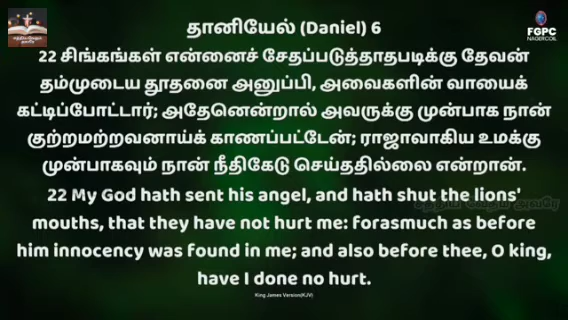 தானியேல் (Daniel) 6
FGPC
NAGERCOIL
22 சிங்கங்கள் என்னைச் சேதப்படுத்தாதபடிக்கு தேவன்
தம்முடைய தூதனை அனுப்பி, அவைகளின் வாயைக்
கட்டிப்போட்டார்; அதேனென்றால் அவருக்கு முன்பாக நான்
குற்றமற்றவனாய்க் காணப்பட்டேன்; ராஜாவாகிய உமக்கு
முன்பாகவும் நான் நீதிகேடு செய்ததில்லை என்றான்.
22 My God hath sent his angel, and hath shut the lions'
mouths, that they have not hurt me: forasmuch as before
him innocency was found in me; and also before thee, O king,
have I done no hurt.
King James Version(KJV)